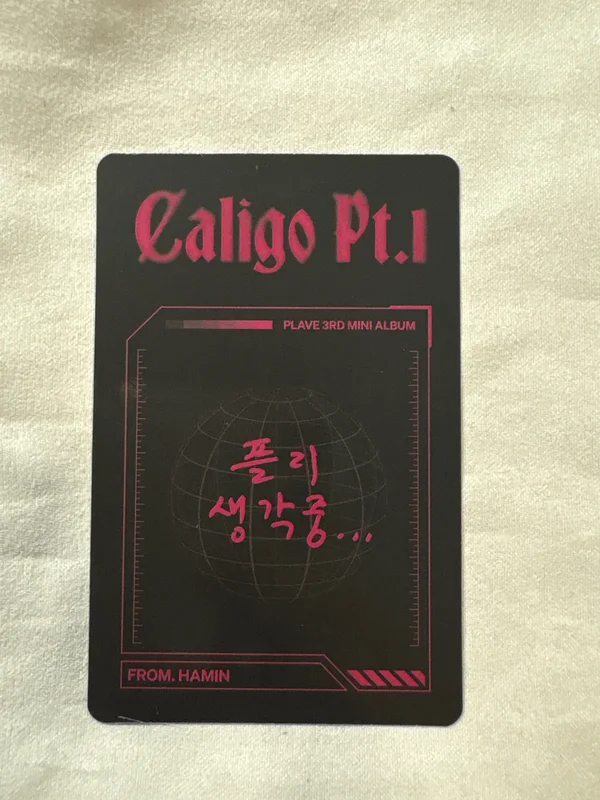 Caligo Pt.1
PLAVE 3RD MINI ALBUM
플리
생각중...
FROM. HAMIN